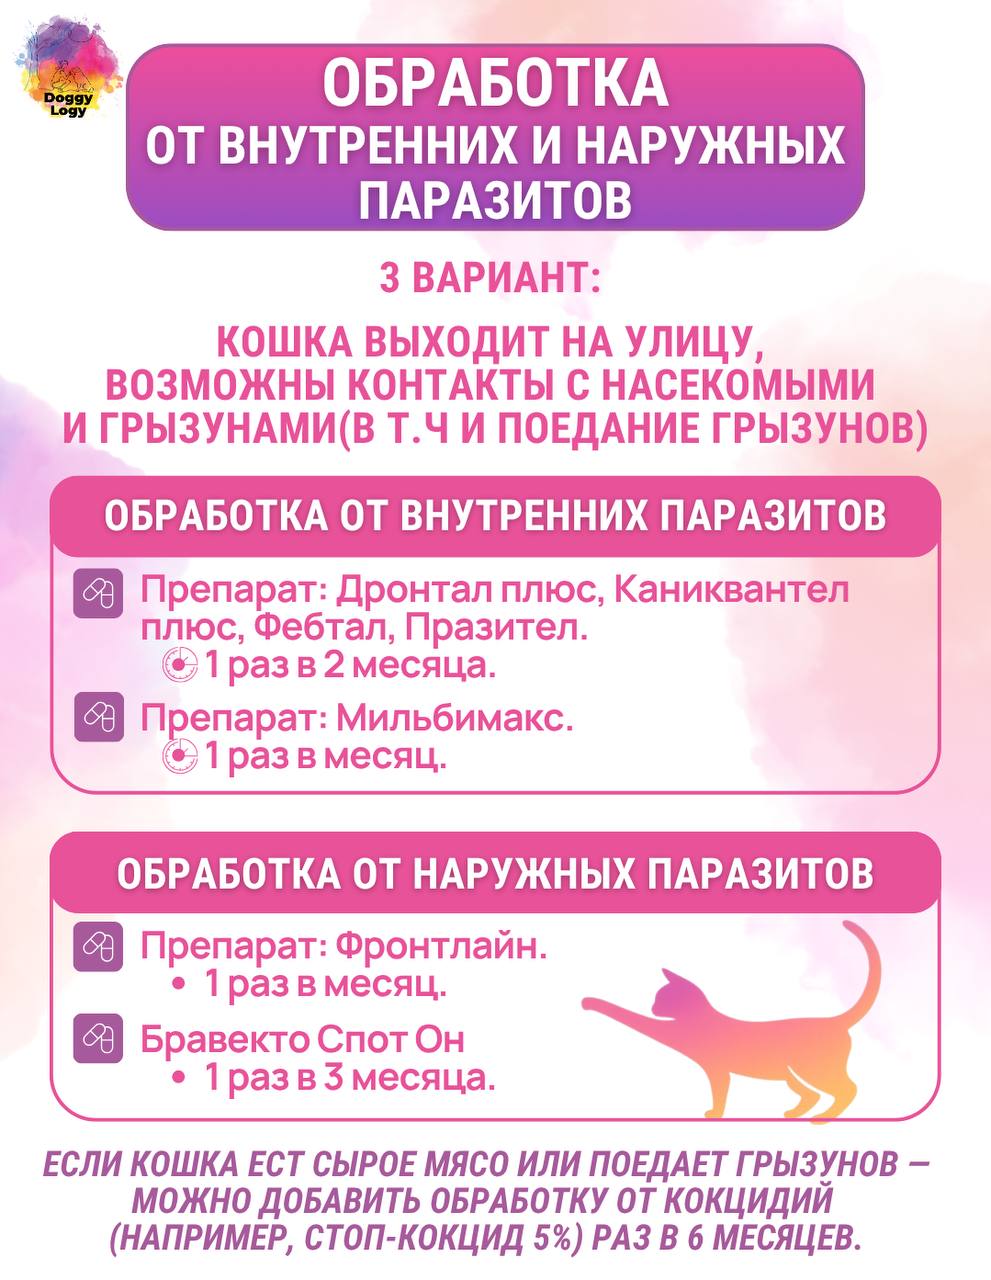 Doggy
Logy
ОБРАБОТКА
ОТ ВНУТРЕННИХ И НАРУЖНЫХ
ПАРАЗИТОВ
3 ВАРИАНТ:
КОШКА ВЫХОДИТ НА УЛИЦУ,
ВОЗМОЖНЫ КОНТАКТЫ С НАСЕКОМЫМИ
И ГРЫЗУНАМИ(В Т.Ч И ПОЕДАНИЕ ГРЫЗУНОВ)
ОБРАБОТКА ОТ ВНУТРЕННИХ ПАРАЗИТОВ
Препарат: Дронтал плюс, Каниквантел
плюс, Фебтал, Празител.
1 раз в 2 месяца.
Препарат: Мильбимакс.
1 раз в месяц.
ОБРАБОТКА ОТ НАРУЖНЫХ ПАРАЗИТОВ
Препарат: Фронтлайн.
• 1 раз в месяц.
Бравекто Спот Он
• 1 раз в 3 месяца.
ЕСЛИ КОШКА ЕСТ СЫРОЕ МЯСО ИЛИ ПОЕДАЕТ ГРЫЗУНОВ –
МОЖНО ДОБАВИТЬ ОБРАБОТКУ ОТ КОКЦИДИЙ
(НАПРИМЕР, СТОП-КОКЦИД 5%) РАЗ В 6 МЕСЯЦЕВ.